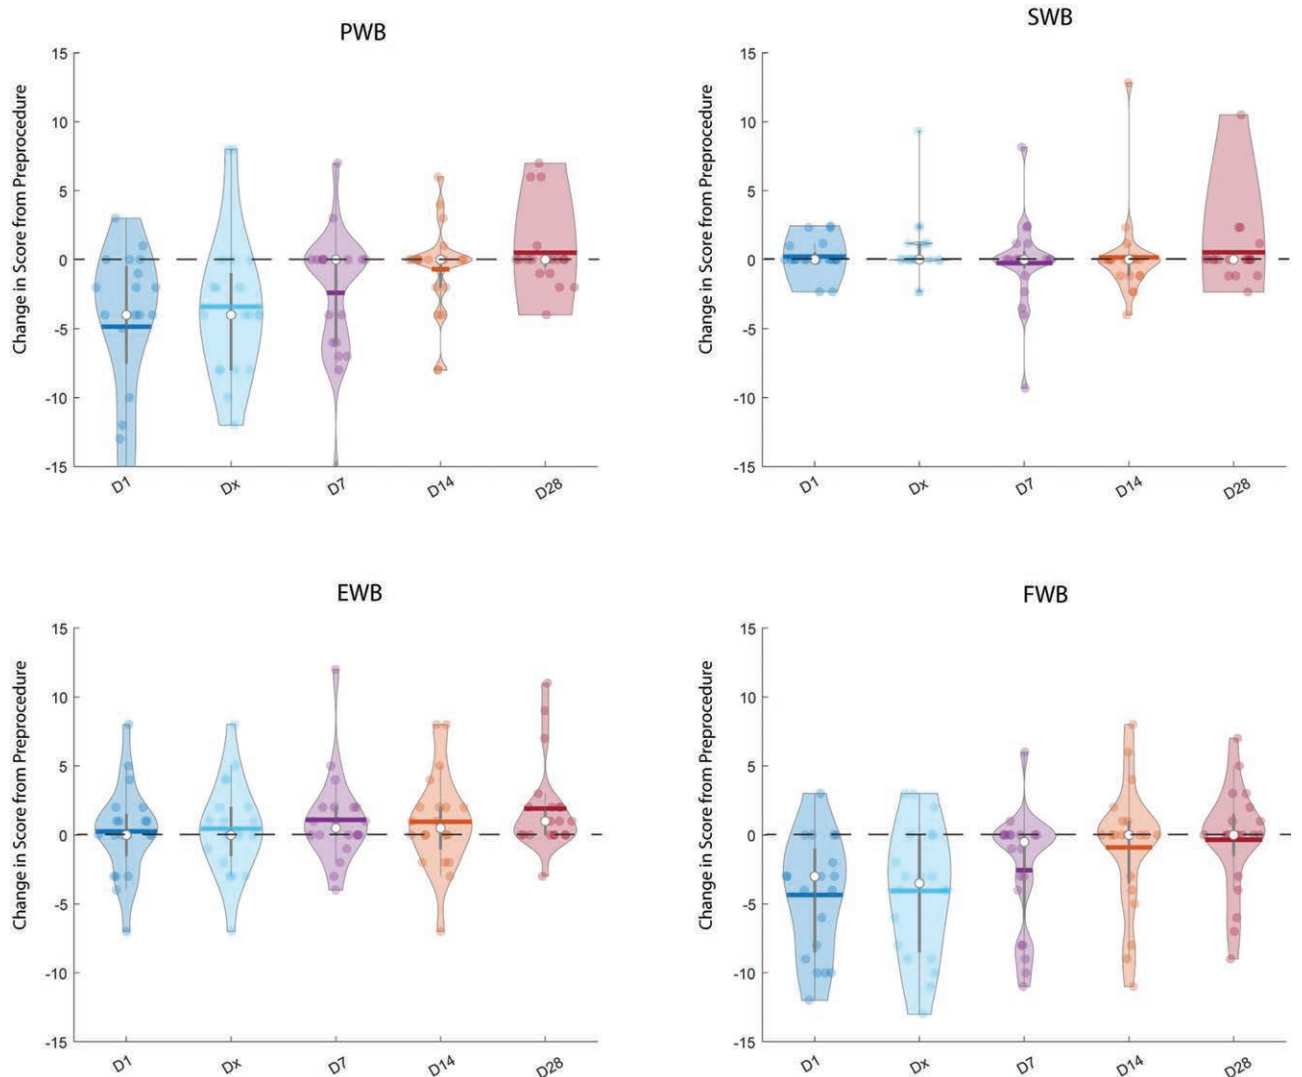 PWB
15
10
5
0
-5
-10
-15
Change in Score from Preprocedure
D1
Dx
D7
D14
D28
SWB
15
10
5
0
-5
-10
-15
Change in Score from Preprocedure
D1
Dx
D7
D14
D28
EWB
15
10
5
0
-5
-10
-15
Change in Score from Preprocedure
D1
Dx
D7
D14
D28
FWB
15
10
5
0
-5
-10
-15
Change in Score from Preprocedure
D1
Dx
D7
D14
D28